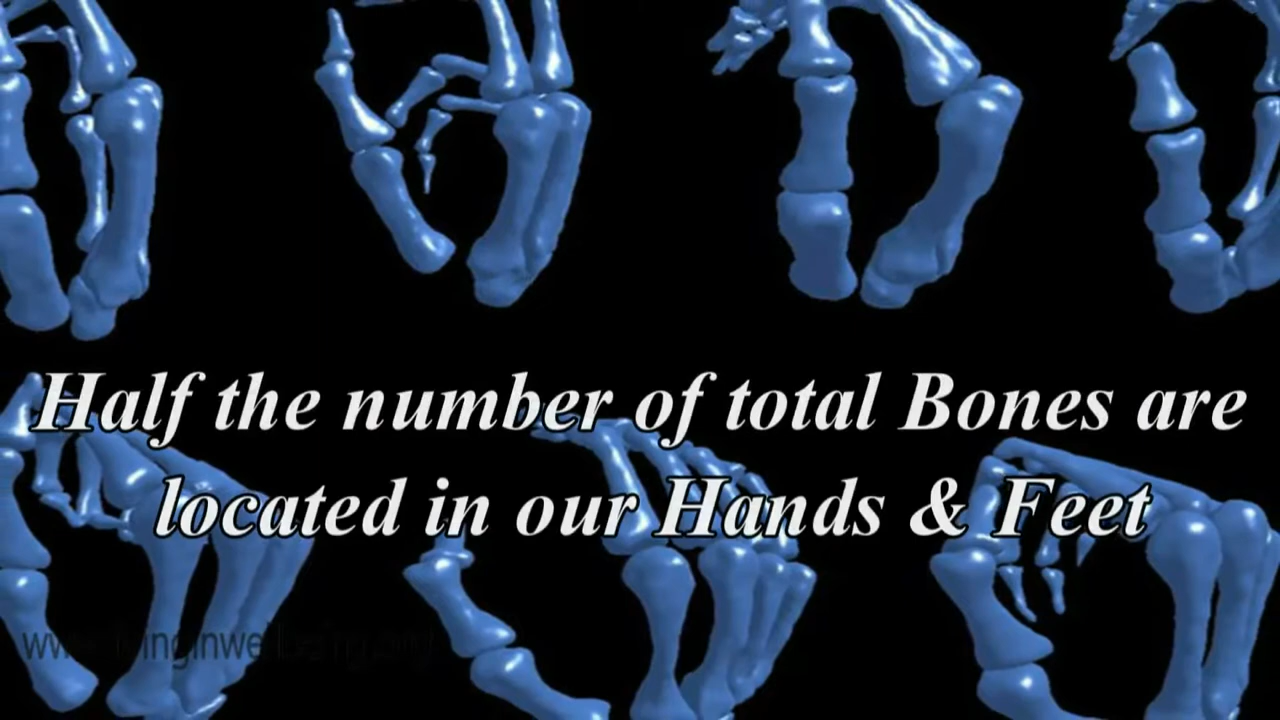 Half the number of total Bones are
located in our Hands & Feet